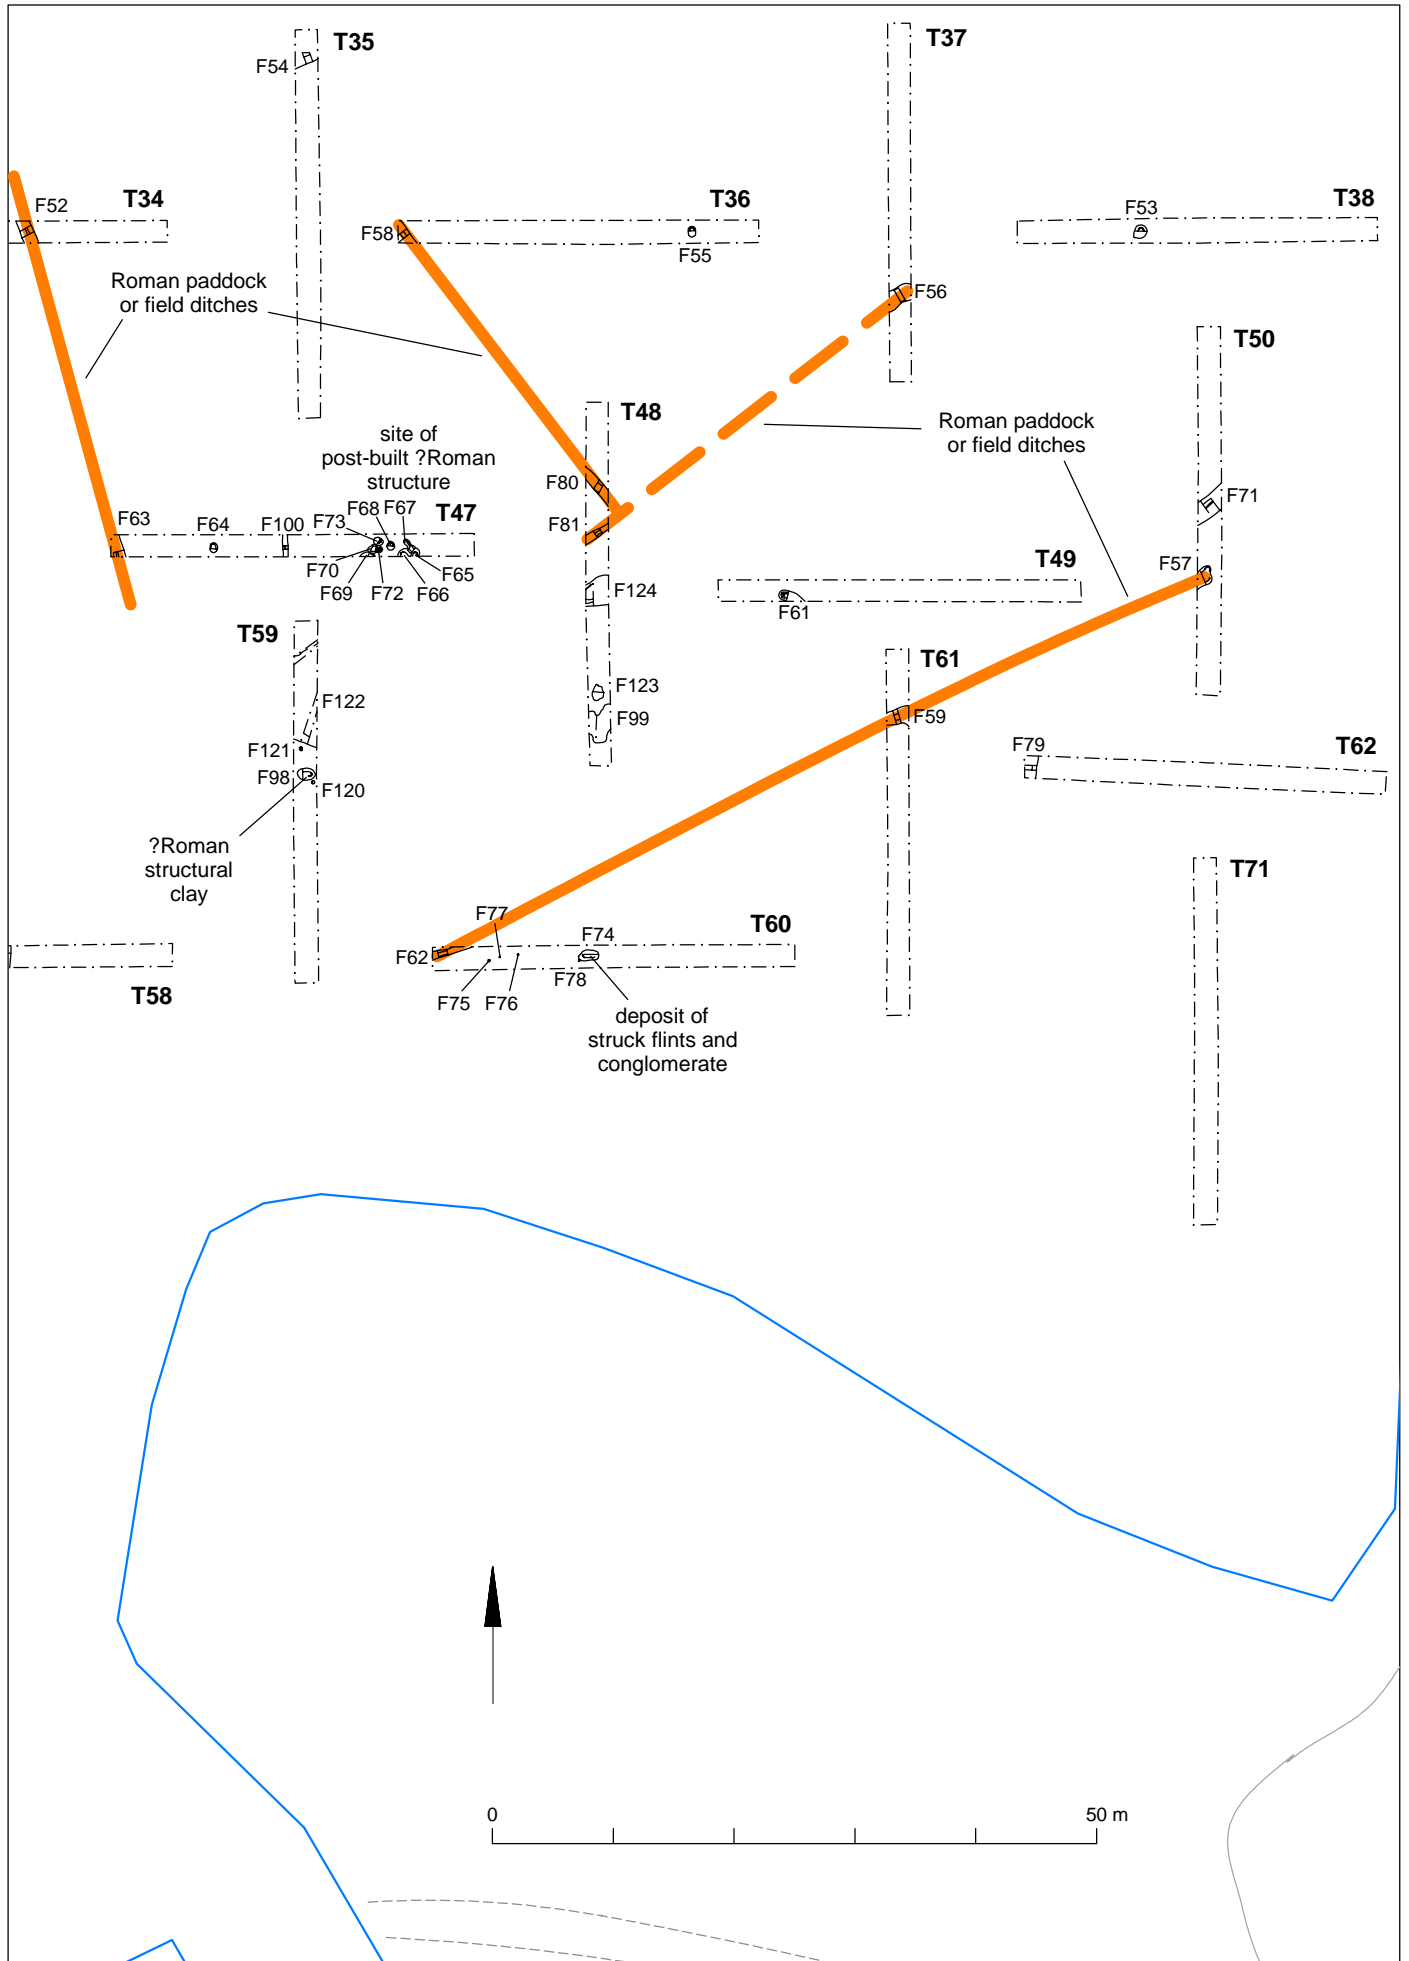 T35
T37
F54
T34
T36
T38
F52
F53
F58
F55
Roman paddock
or field ditches
F56
T50
T48
Roman paddock
or field ditches
site of
post-built ?Roman
structure
F80
F71
F63
F64
F100
F73
F68
F67
T47
F81
F70
F69
F72
F66
F65
T49
F57
F124
F61
T59
T61
F122
F123
F99
F59
F121
F98
F120
F79
T62
?Roman
structural
clay
T71
F77
F74
T60
F62
F75
F76
F78
T58
deposit of
struck flints and
conglomerate
0
50 m